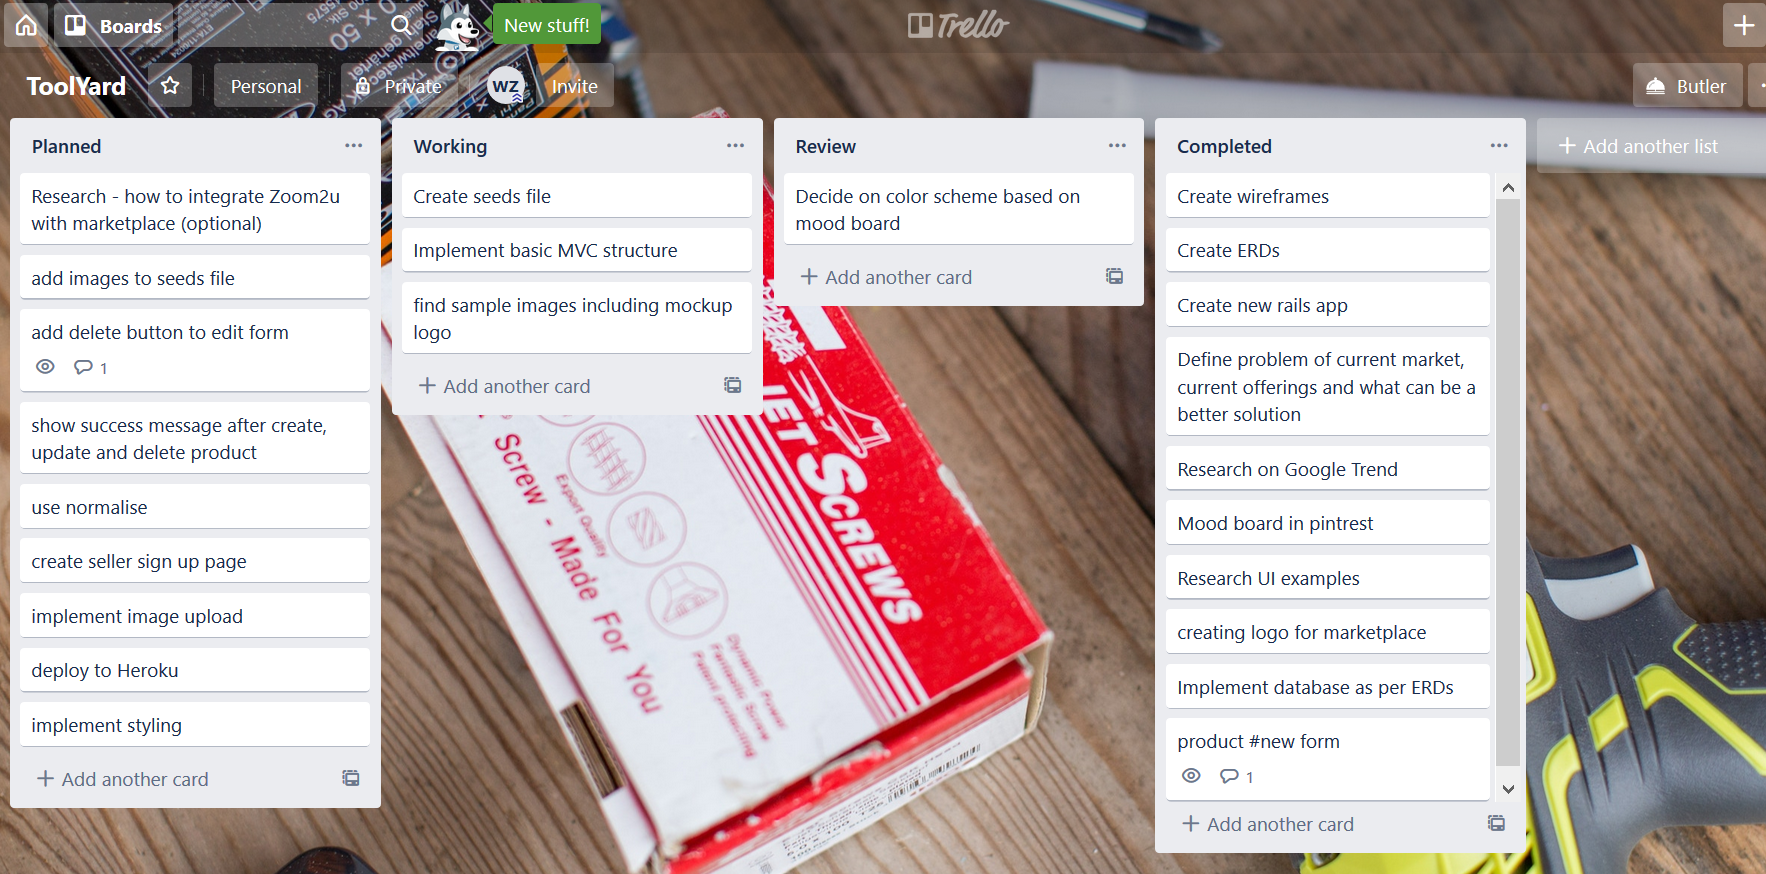 Boards
New stuff!
Trello
ToolYard
Personal
Private
WZ
Invite
Butler
Planned
Research - how to integrate Zoom2u
with marketplace (optional)
add images to seeds file
add delete button to edit form
1
show success message after create,
update and delete product
use normalise
create seller sign up page
implement image upload
deploy to Heroku
implement styling
+ Add another card
Working
Create seeds file
Implement basic MVC structure
find sample images including mockup
logo
+ Add another card
Review
Decide on color scheme based on
mood board
+ Add another card
Completed
Create wireframes
Create ERDs
Create new rails app
Define problem of current market,
current offerings and what can be a
better solution
Research on Google Trend
Mood board in pintrest
Research UI examples
creating logo for marketplace
Implement database as per ERDs
product #new form
1
+ Add another card
+ Add another list
JET SCREWS
Screw - Made For You
Export Quality
Dynamic Power
Fantastic Screw
Patent protecting